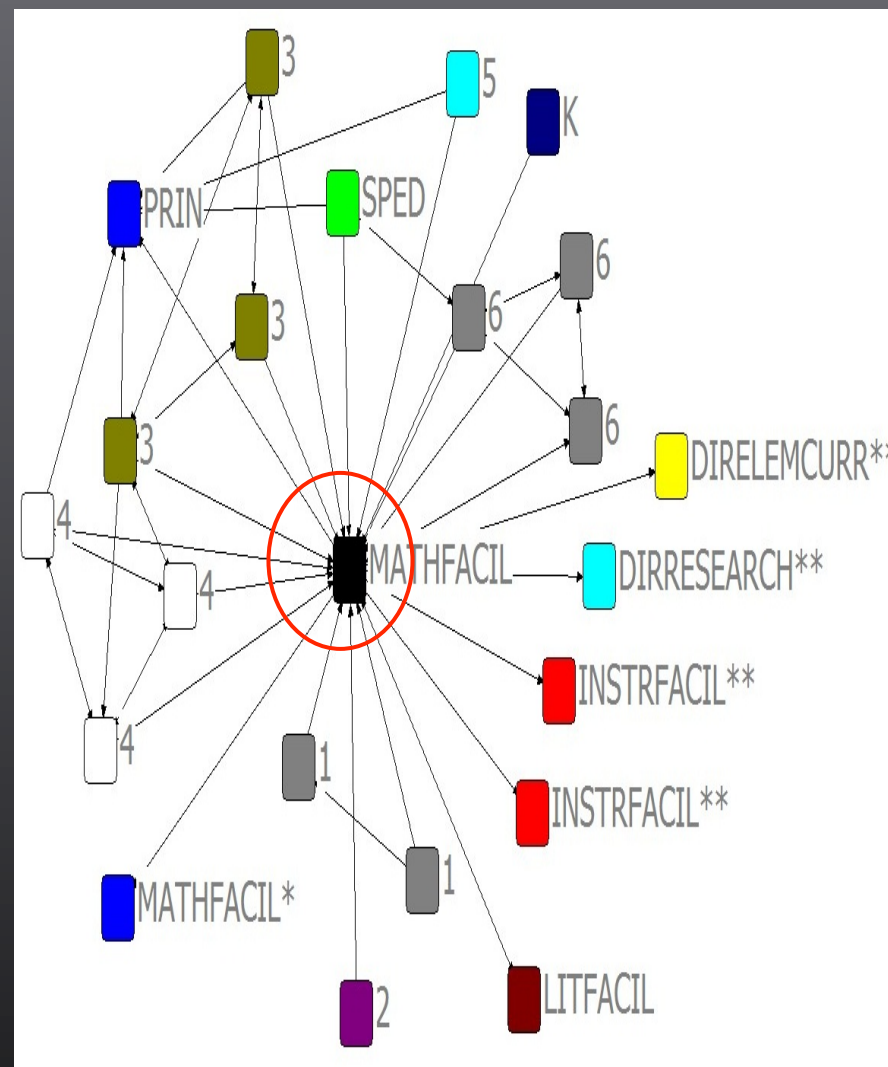 3
5
K
PRIN
SPED
6
6
3
6
3
DIRELEMCURR**
4
MATHFACIL
DIRRESEARCH**
4
INSTRFACIL**
4
1
INSTRFACIL**
1
MATHFACIL*
LITFACIL
2